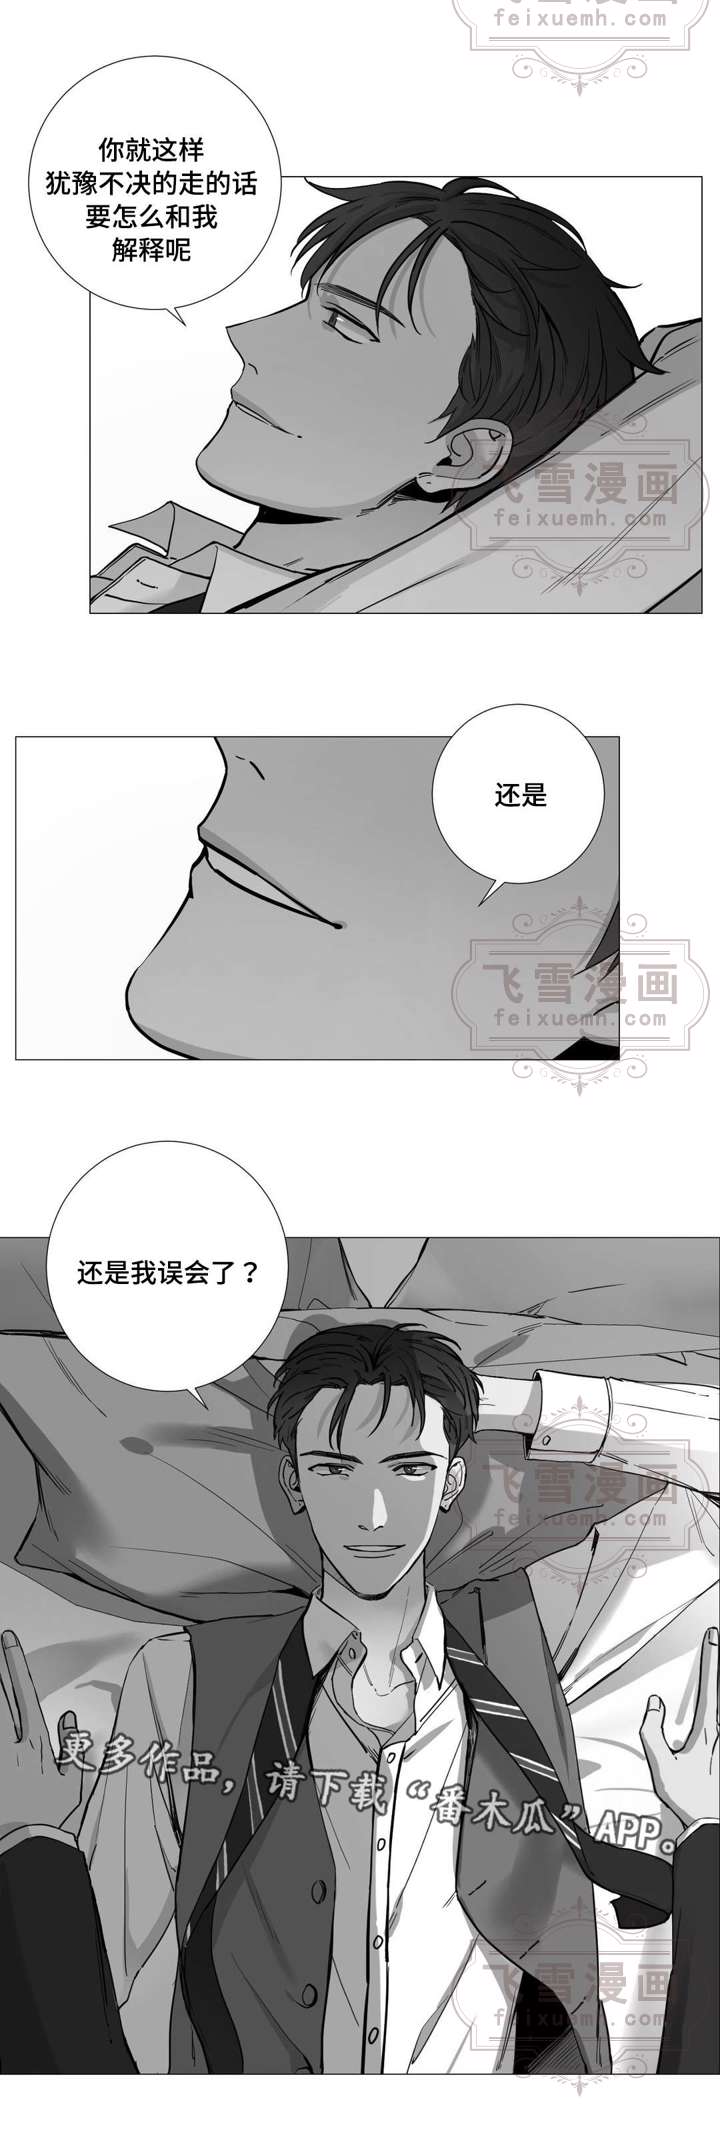 feixuemh.com
你就这样
犹豫不决的走的话
要怎么和我
解释呢
飞雪漫画
feixuemh.com
还是
飞雪漫画
feixuemh.com
还是我误会了？
飞雪漫画
feixuemh.com
更多作品，请下载“番木瓜”APP。
飞雪漫画
feixuemh.com